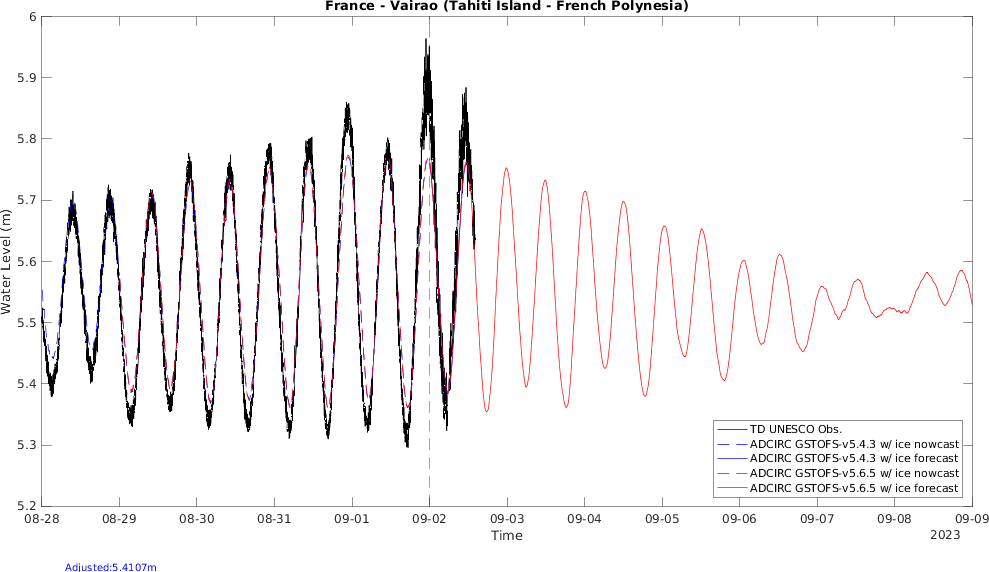 France - Vairao (Tahiti Island - French Polynesia)
6
5.9
5.8
5.7
5.6
5.5
5.4
5.3
5.2
Water Level (m)
TD UNESCO Obs.
ADCIRC GSTOFS-v5.4.3 w/ ice nowcast
ADCIRC GSTOFS-v5.4.3 w/ ice forecast
ADCIRC GSTOFS-v5.6.5 w/ ice nowcast
ADCIRC GSTOFS-v5.6.5 w/ ice forecast
08-28 08-29 08-30 08-31 09-01 09-02 09-03 09-04 09-05 09-06 09-07 09-08 09-09
Time
2023
Adjusted:5.4107m